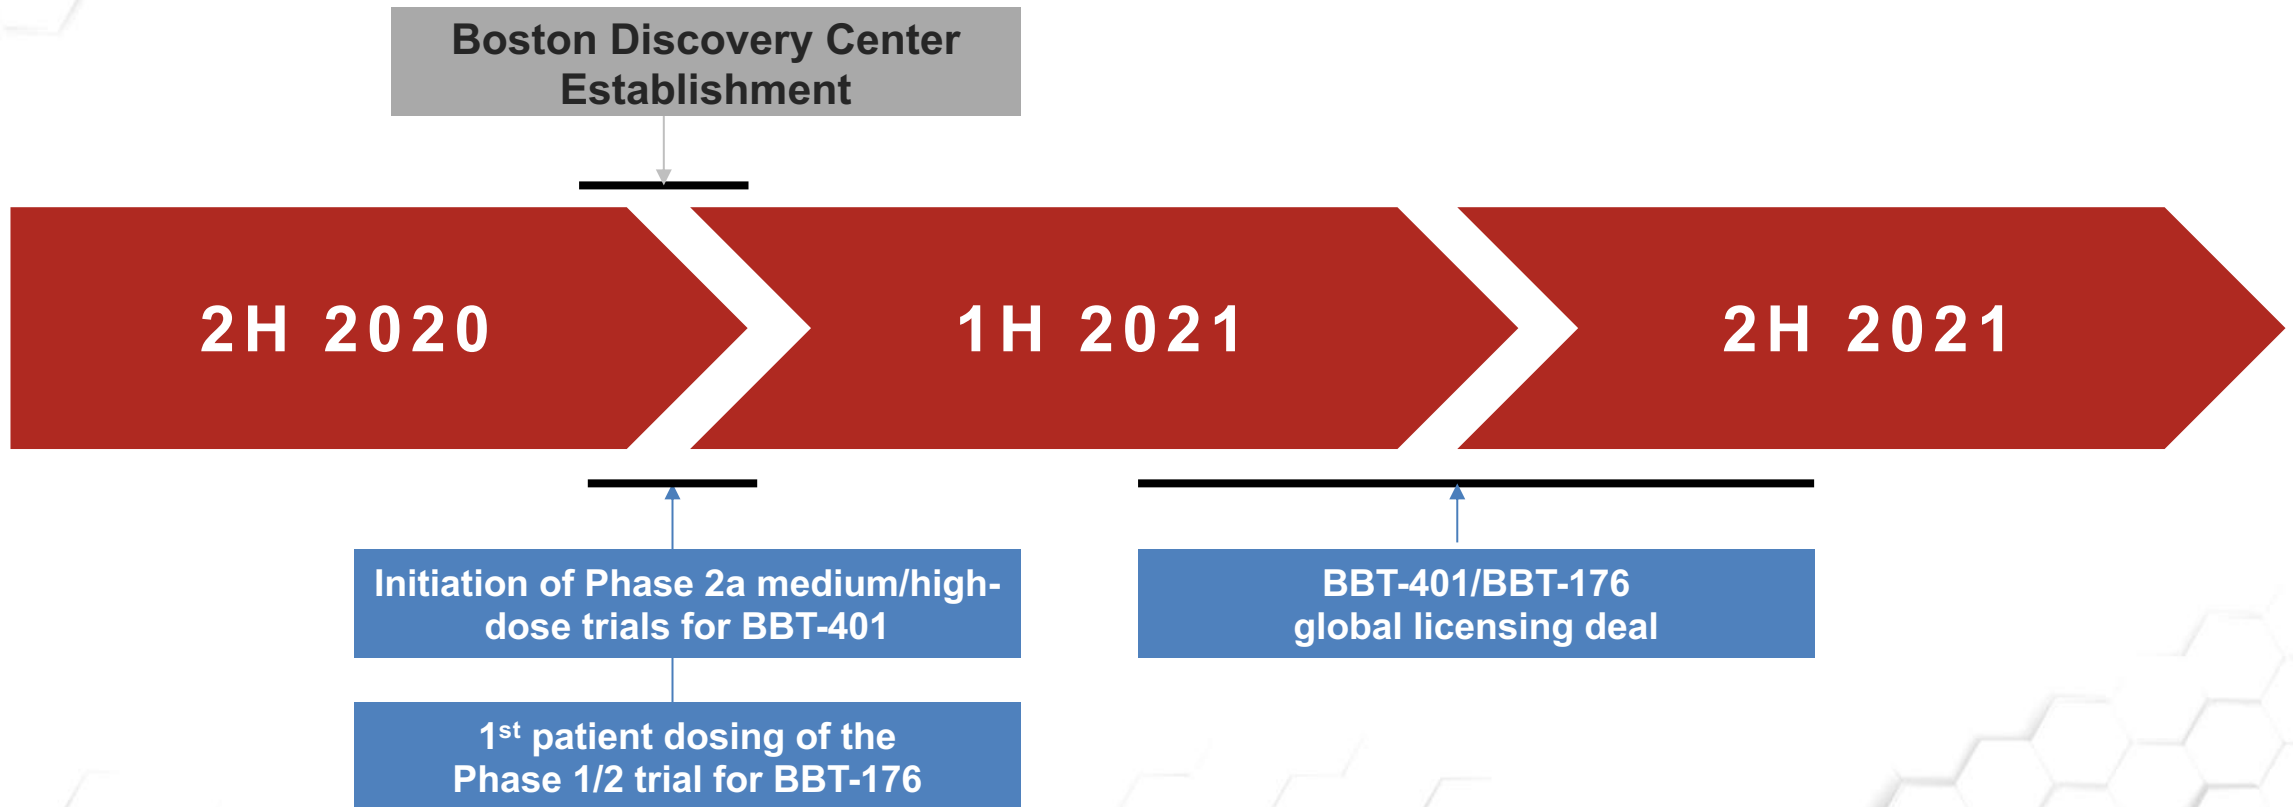 Boston Discovery Center
Establishment
2H 2020
1H 2021
2H 2021
Initiation of Phase 2a medium/high-
dose trials for BBT-401
BBT-401/BBT-176
global licensing deal
1st patient dosing of the
Phase 1/2 trial for BBT-176